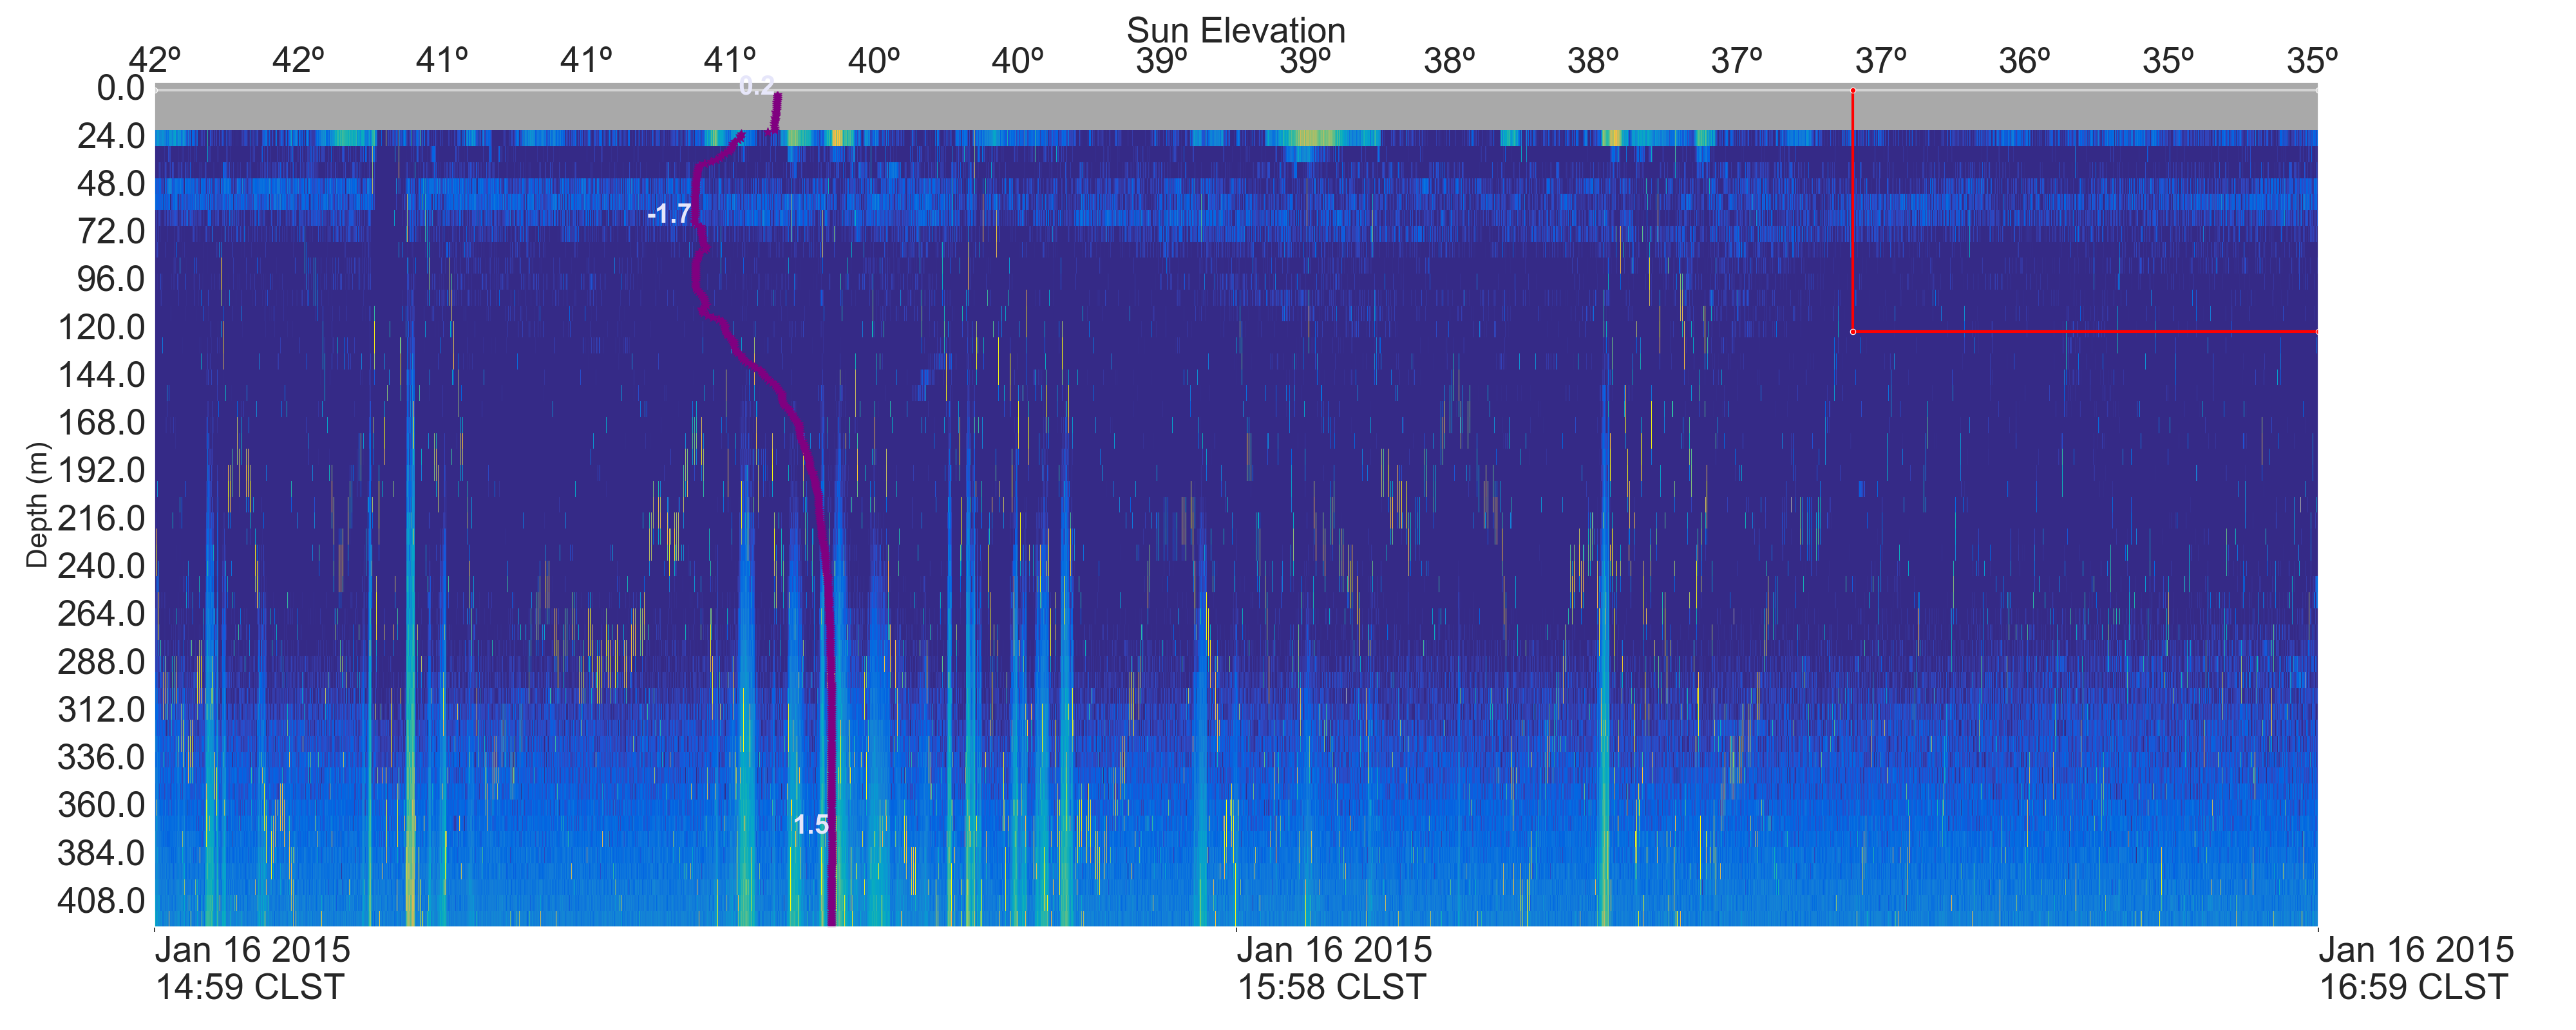 Sun Elevation
42º 42º 41º 41º 41º 40º 40º 39º 39º 38º 38º 37º 37º 36º 35º 35º
0.0
0.2
24.0
48.0
-1.7
72.0
96.0
120.0
144.0
168.0
192.0
216.0
240.0
264.0
288.0
312.0
336.0
360.0
1.5
384.0
408.0
Depth (m)
Jan 16 2015
14:59 CLST
Jan 16 2015
15:58 CLST
Jan 16 2015
16:59 CLST